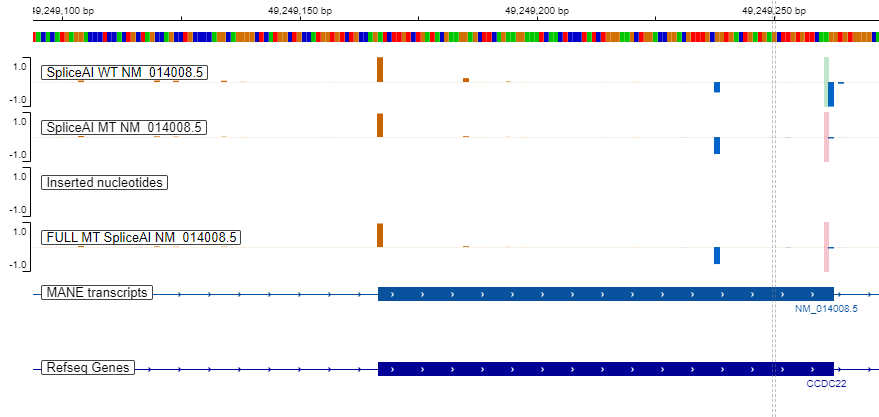 49,249,100 bp 49,249,150 bp 49,249,200 bp 49,249,250 bp
1.0
SpliceAI WT NM_014008.5
-1.0
1.0
SpliceAI MT NM_014008.5
-1.0
1.0
Inserted nucleotides
-1.0
1.0
FULL MT SpliceAI NM_014008.5
-1.0
MANE transcripts
NM_014008.5
Refseq Genes
CCDC22